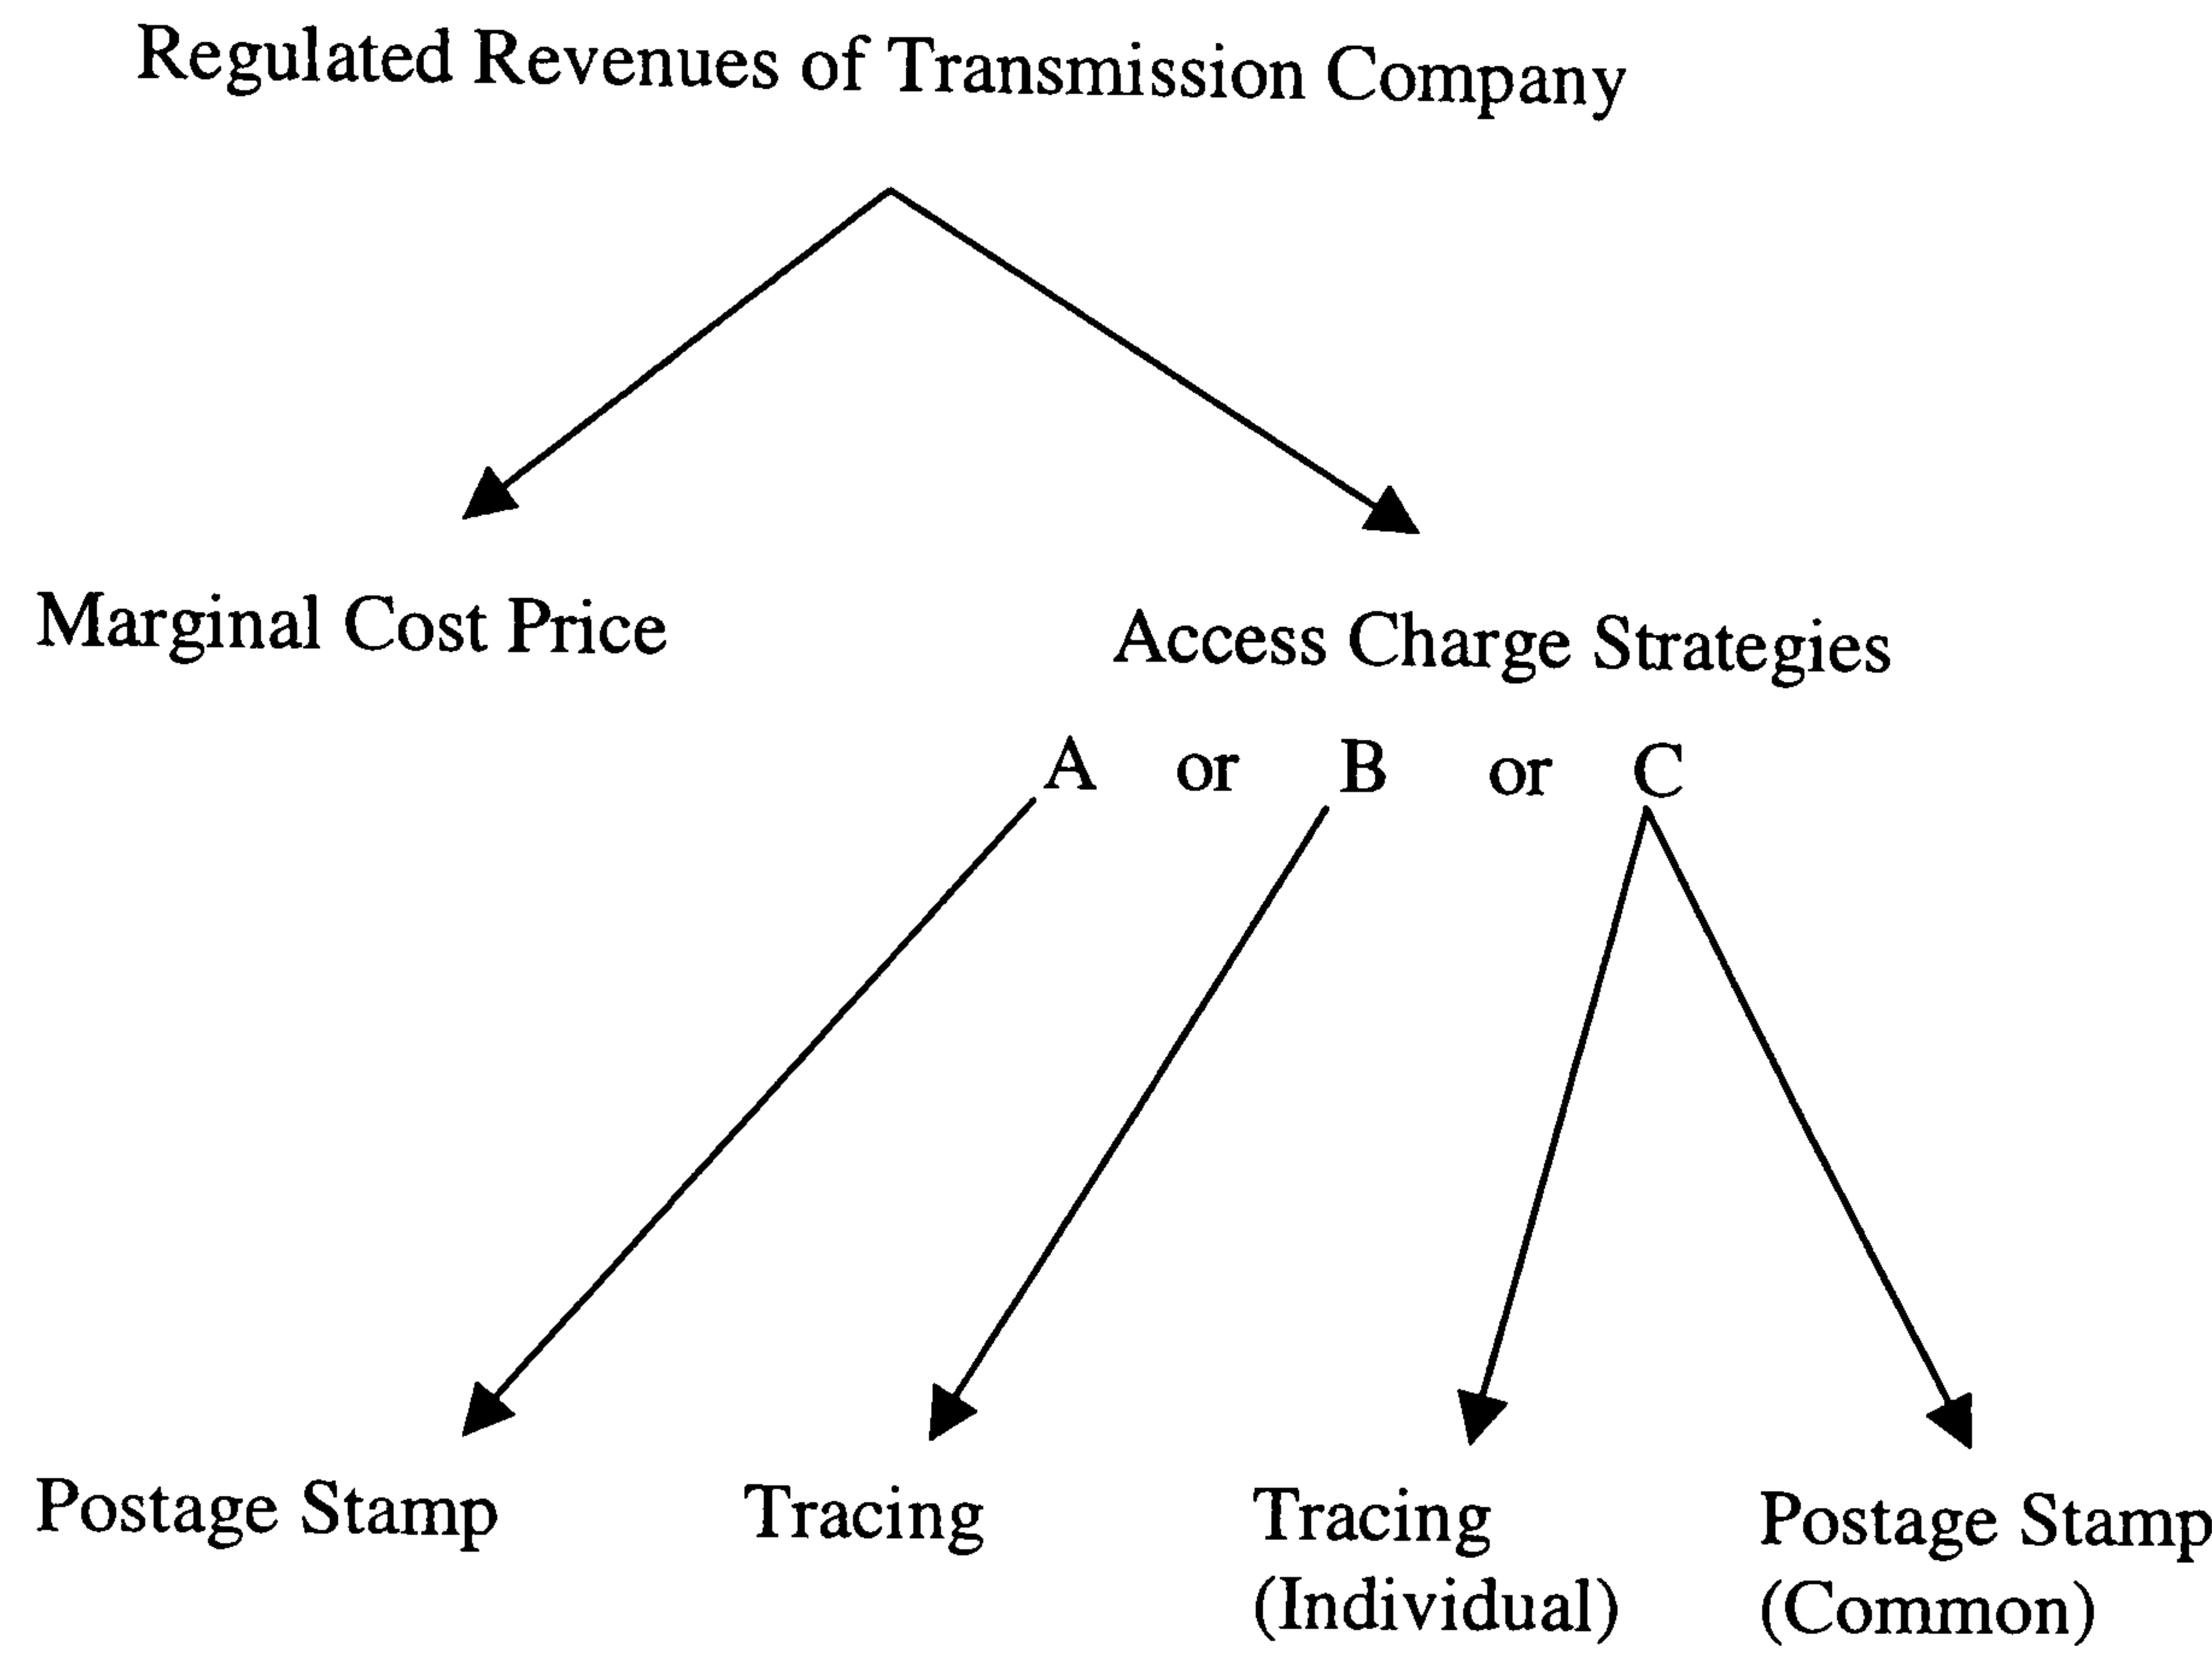 Regulated Revenues of Transmission Company
Marginal Cost Price
Access Charge Strategies
A or B or C
Postage Stamp
Tracing
Tracing
(Individual)
Postage Stamp
(Common)